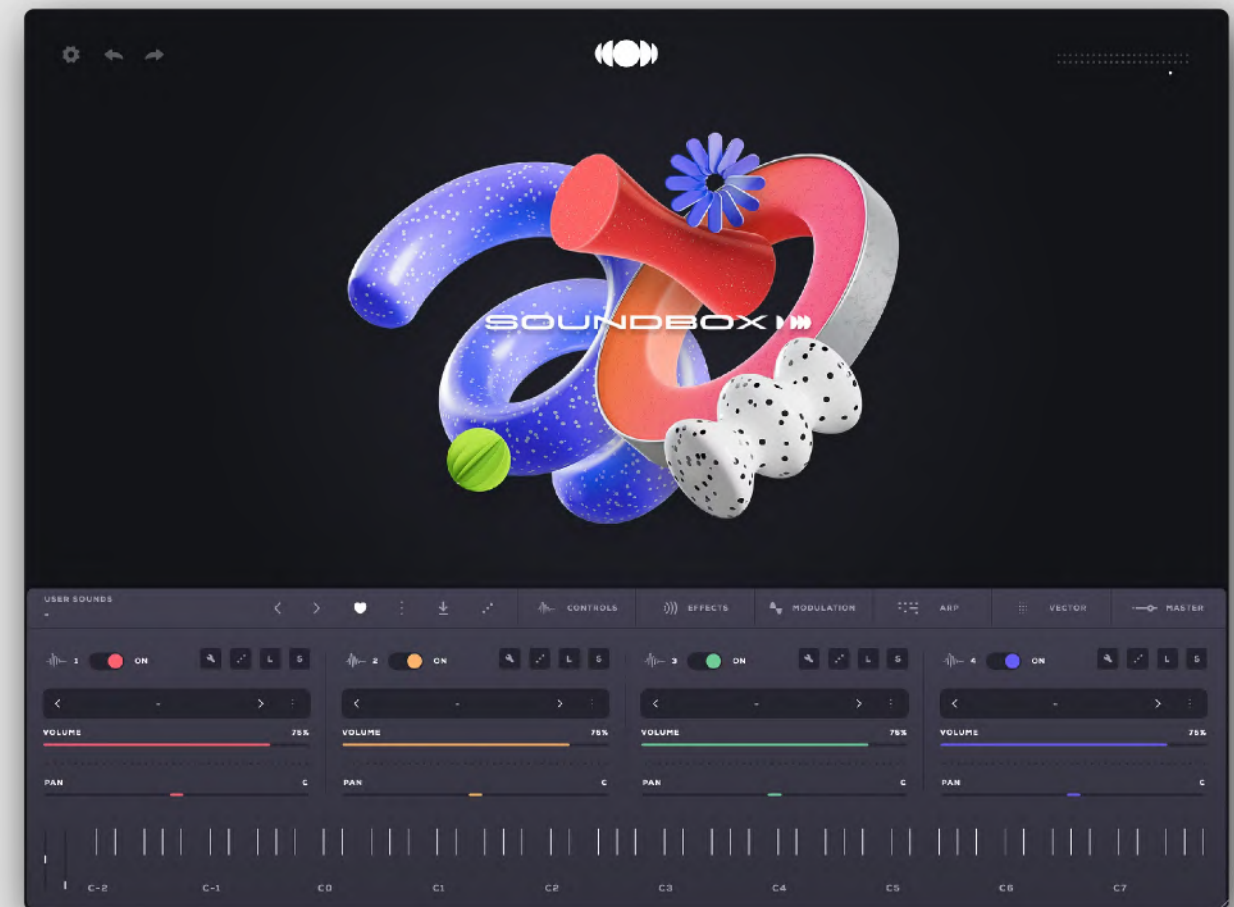 SOUNDBOX
USER SOUNDS
-
CONTROLS
EFFECTS
MODULATION
ARP
VECTOR
MASTER
1 ON L S
2 ON L S
3 ON L S
4 ON L S
-
-
-
-
VOLUME 75%
VOLUME 75%
VOLUME 75%
VOLUME 75%
PAN C
PAN C
PAN C
PAN C
C-2 C-1 C0 C1 C2 C3 C4 C5 C6 C7